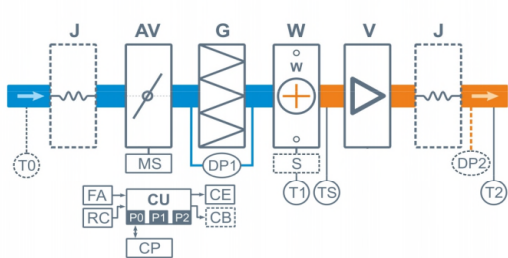 J AV G W V J
w
T0 MS DP1 S DP2
T1 TS T2
FA CU CE
RC P0 P1 P2 CB
CP